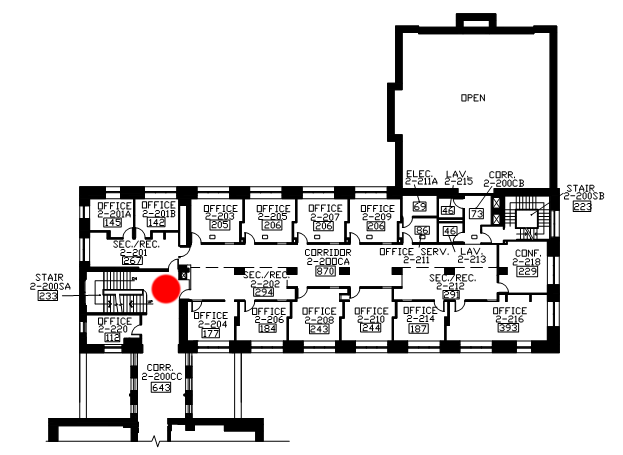 OPEN
ELEC.
2-211A
LAV.
2-215
CORR.
2-200CB
STAIR
2-200SB
223
OFFICE
2-201A
145
OFFICE
2-201B
142
OFFICE
2-203
205
OFFICE
2-205
206
OFFICE
2-207
206
OFFICE
2-209
206
69
46
73
86
46
SEC./REC.
2-201
267
CORRIDOR
2-200CA
870
OFFICE SERV.
2-211
LAV.
2-213
CONF.
2-218
229
STAIR
2-200SA
233
SEC./REC.
2-202
294
SEC./REC.
2-212
291
OFFICE
2-220
112
OFFICE
2-204
177
OFFICE
2-206
184
OFFICE
2-208
243
OFFICE
2-210
244
OFFICE
2-214
187
OFFICE
2-216
393
CORR.
2-200CC
643